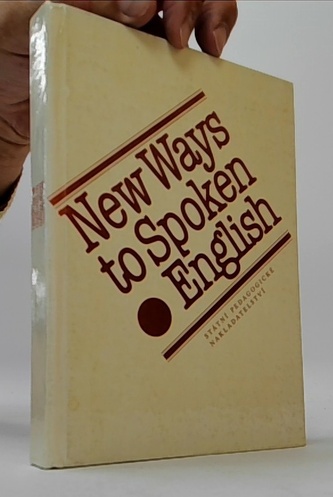 New Ways
to Spoken
English
STÁTNÍ PEDAGOGICKÉ
NAKLADATELSTVÍ